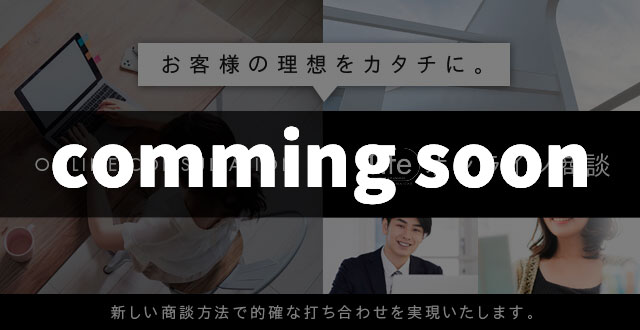 お客様の理想をカタチに。
comming soon
新しい商談方法で的確な打ち合わせを実現いたします。